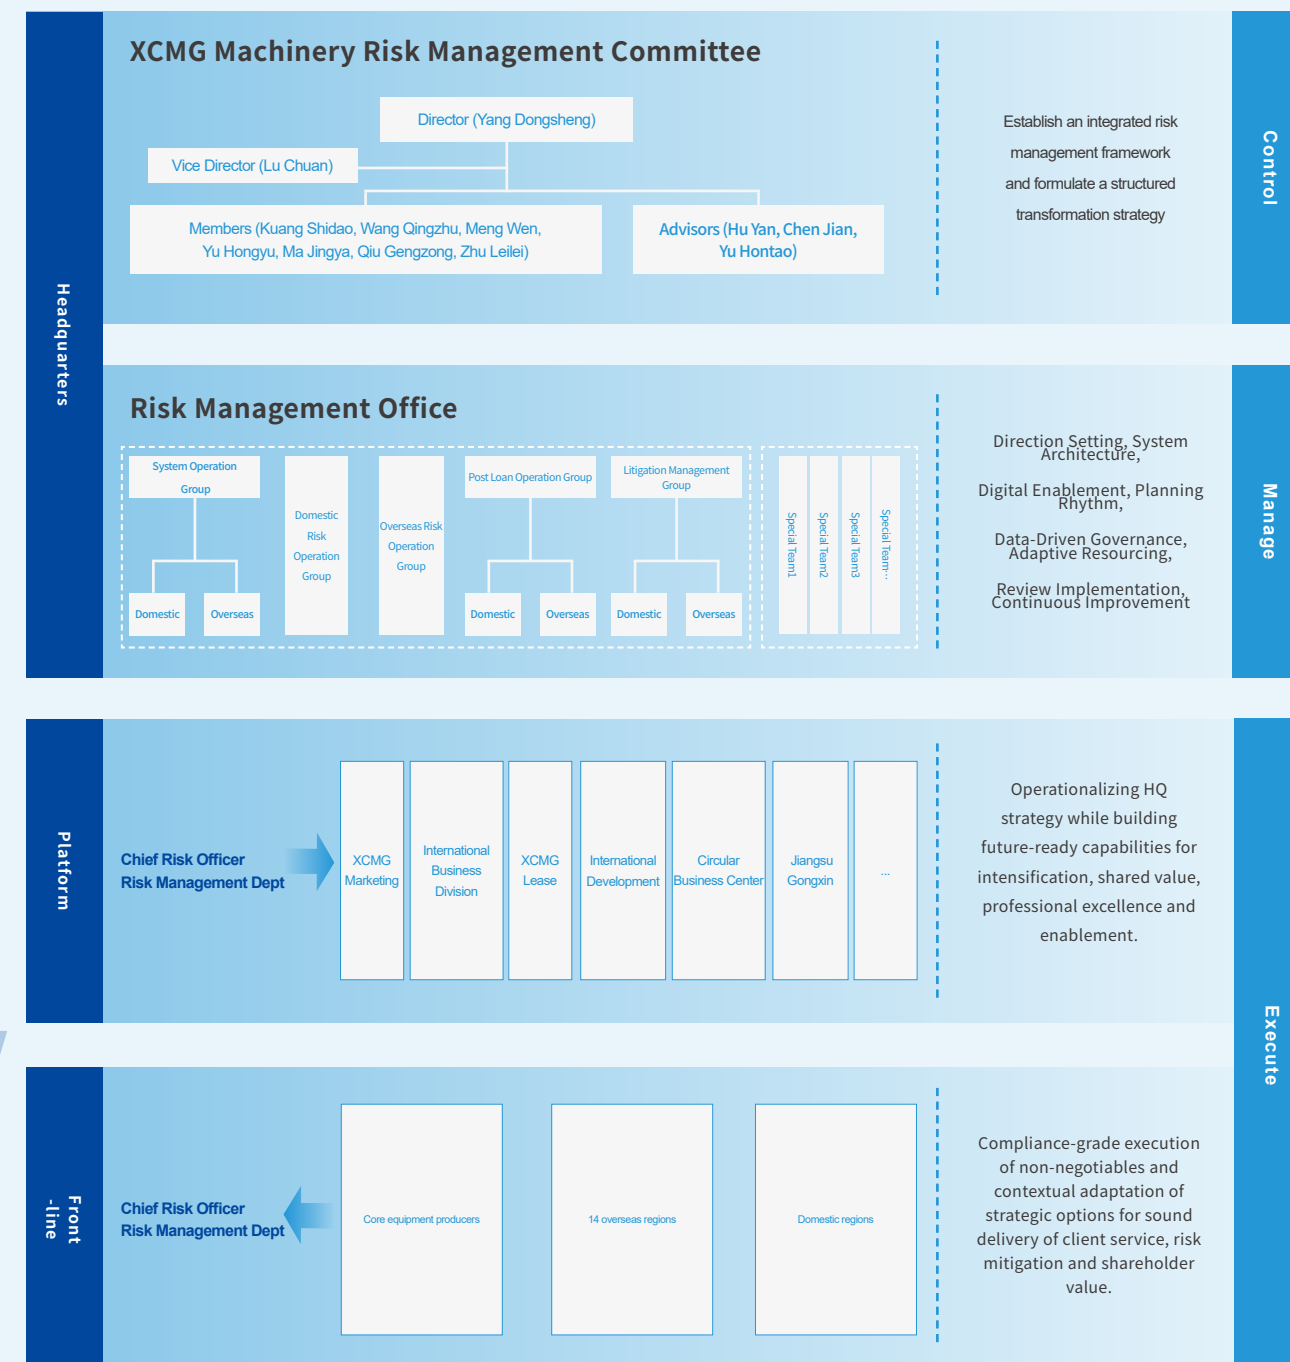 Headquarters
XCMG Machinery Risk Management Committee
Director (Yang Dongsheng)
Vice Director (Lu Chuan)
Members (Kuang Shidao, Wang Qingzhu, Meng Wen,
Yu Hongyu, Ma Jingya, Qiu Gengzong, Zhu Leilei)
Advisors (Hu Yan, Chen Jian,
Yu Hontao)
Establish an integrated risk
management framework
and formulate a structured
transformation strategy
Control
Risk Management Office
System Operation
Group
Domestic
Overseas
Domestic
Risk
Operation
Group
Overseas Risk
Operation
Group
Post Loan Operation Group
Domestic
Overseas
Litigation Management
Group
Domestic
Overseas
Special Team1
Special Team2
Special Team3
Special Team…
Direction Setting, System
Architecture,
Digital Enablement, Planning
Rhythm,
Data-Driven Governance,
Adaptive Resourcing,
Review Implementation,
Continuous Improvement
Manage
Platform
Chief Risk Officer
Risk Management Dept
XCMG
Marketing
International
Business
Division
XCMG
Lease
International
Development
Circular
Business Center
Jiangsu
Gongxin
...
Operationalizing HQ
strategy while building
future-ready capabilities for
intensification, shared value,
professional excellence and
enablement.
Execute
Front
-line
Chief Risk Officer
Risk Management Dept
Core equipment producers
14 overseas regions
Domestic regions
Compliance-grade execution
of non-negotiables and
contextual adaptation of
strategic options for sound
delivery of client service, risk
mitigation and shareholder
value.